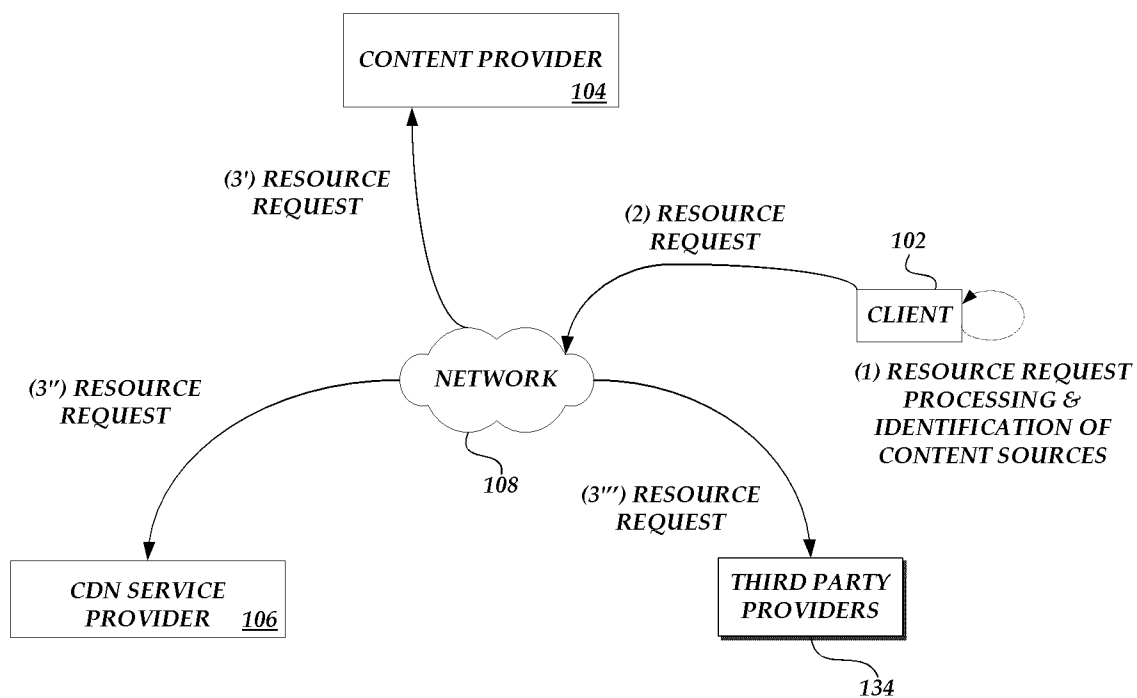 CONTENT PROVIDER
104
(3') RESOURCE
REQUEST
(2) RESOURCE
REQUEST
102
CLIENT
(1) RESOURCE REQUEST
PROCESSING &
IDENTIFICATION OF
CONTENT SOURCES
NETWORK
108
(3") RESOURCE
REQUEST
(3"') RESOURCE
REQUEST
CDN SERVICE
PROVIDER
106
THIRD PARTY
PROVIDERS
134